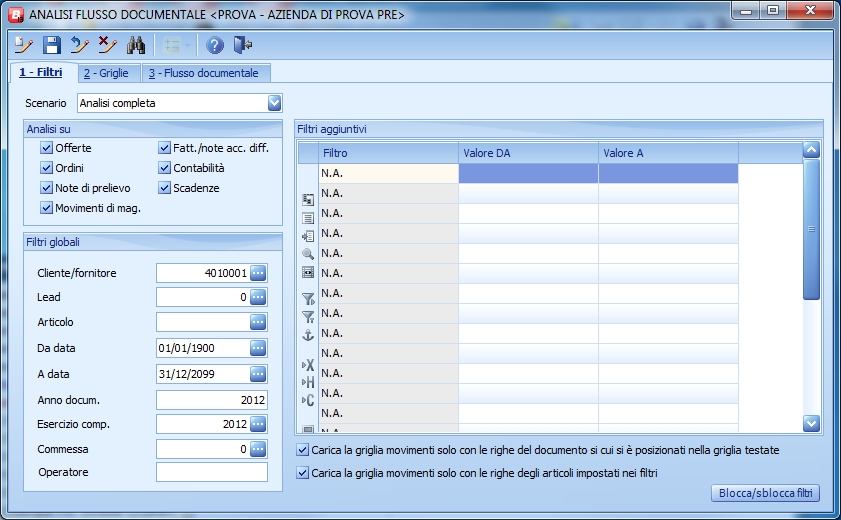 ANALISI FLUSSO DOCUMENTALE <PROVA - AZIENDA DI PROVA PRE>
1 - Filtri 2 - Griglie 3 - Flusso documentale
Scenario Analisi completa
Analisi su
Offerte Fatt./note acc. diff.
Ordini Contabilità
Note di prelievo Scadenze
Movimenti di mag.
Filtri globali
Cliente/fornitore 4010001
Lead 0
Articolo
Da data 01/01/1900
A data 31/12/2099
Anno docum. 2012
Esercizio comp. 2012
Commessa 0
Operatore
Filtri aggiuntivi
Filtro Valore DA Valore A
N.A.
N.A.
N.A.
N.A.
N.A.
N.A.
N.A.
N.A.
N.A.
N.A.
N.A.
N.A.
N.A.
N.A.
X
H
C
Carica la griglia movimenti solo con le righe del documento si cui si è posizionati nella griglia testate
Carica la griglia movimenti solo con le righe degli articoli impostati nei filtri
Blocca/sblocca filtri